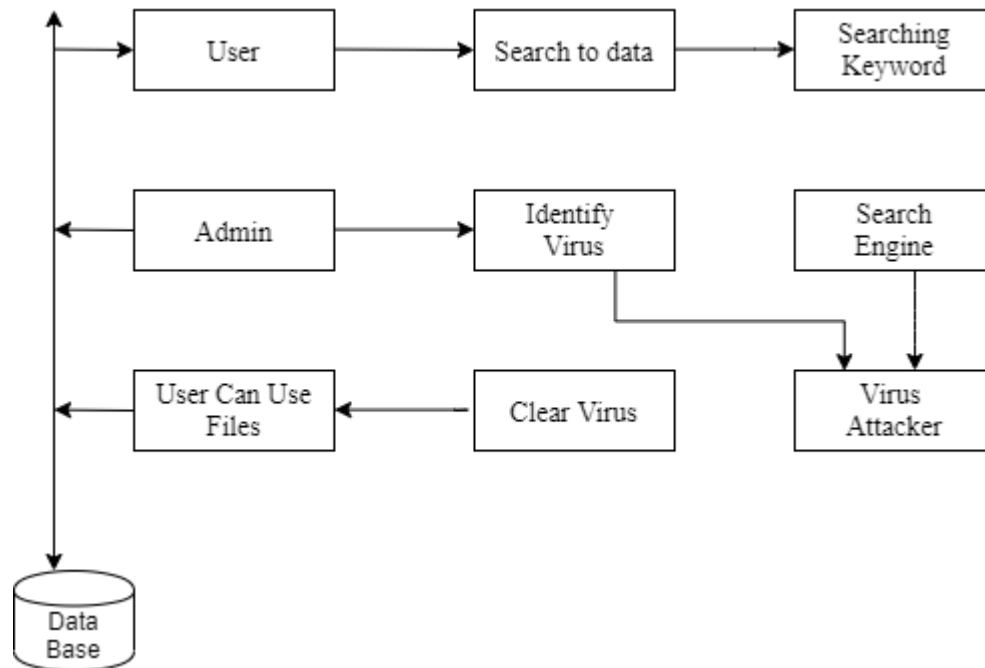 User
Search to data
Searching
Keyword
Admin
Identify
Virus
Search
Engine
User Can Use
Files
Clear Virus
Virus
Attacker
Data
Base